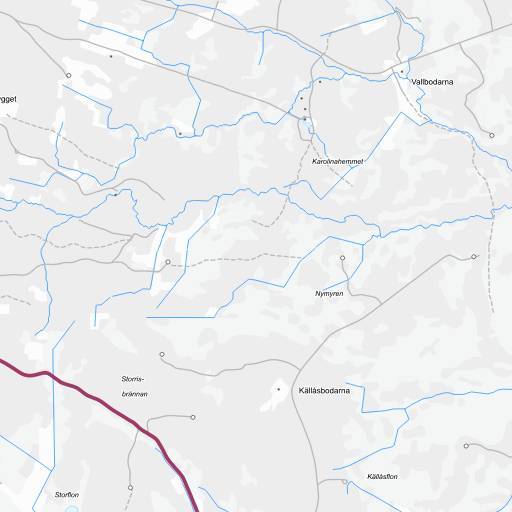 Vallbodarna
Karolinahemmet
Nymyren
Storris-
brännan
Källåsbodarna
Källåsflon
Storflon